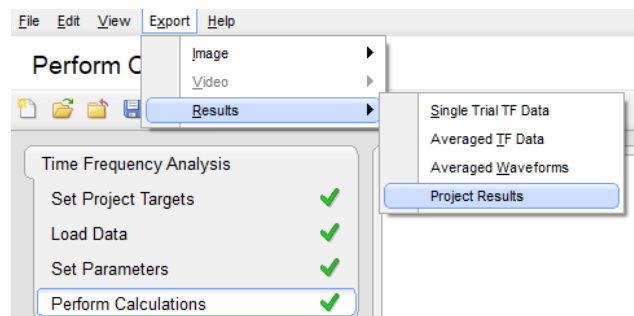 File Edit View Export Help
Perform C
Image
Video
Results
Single Trial TF Data
Averaged TF Data
Averaged Waveforms
Project Results
Time Frequency Analysis
Set Project Targets
Load Data
Set Parameters
Perform Calculations